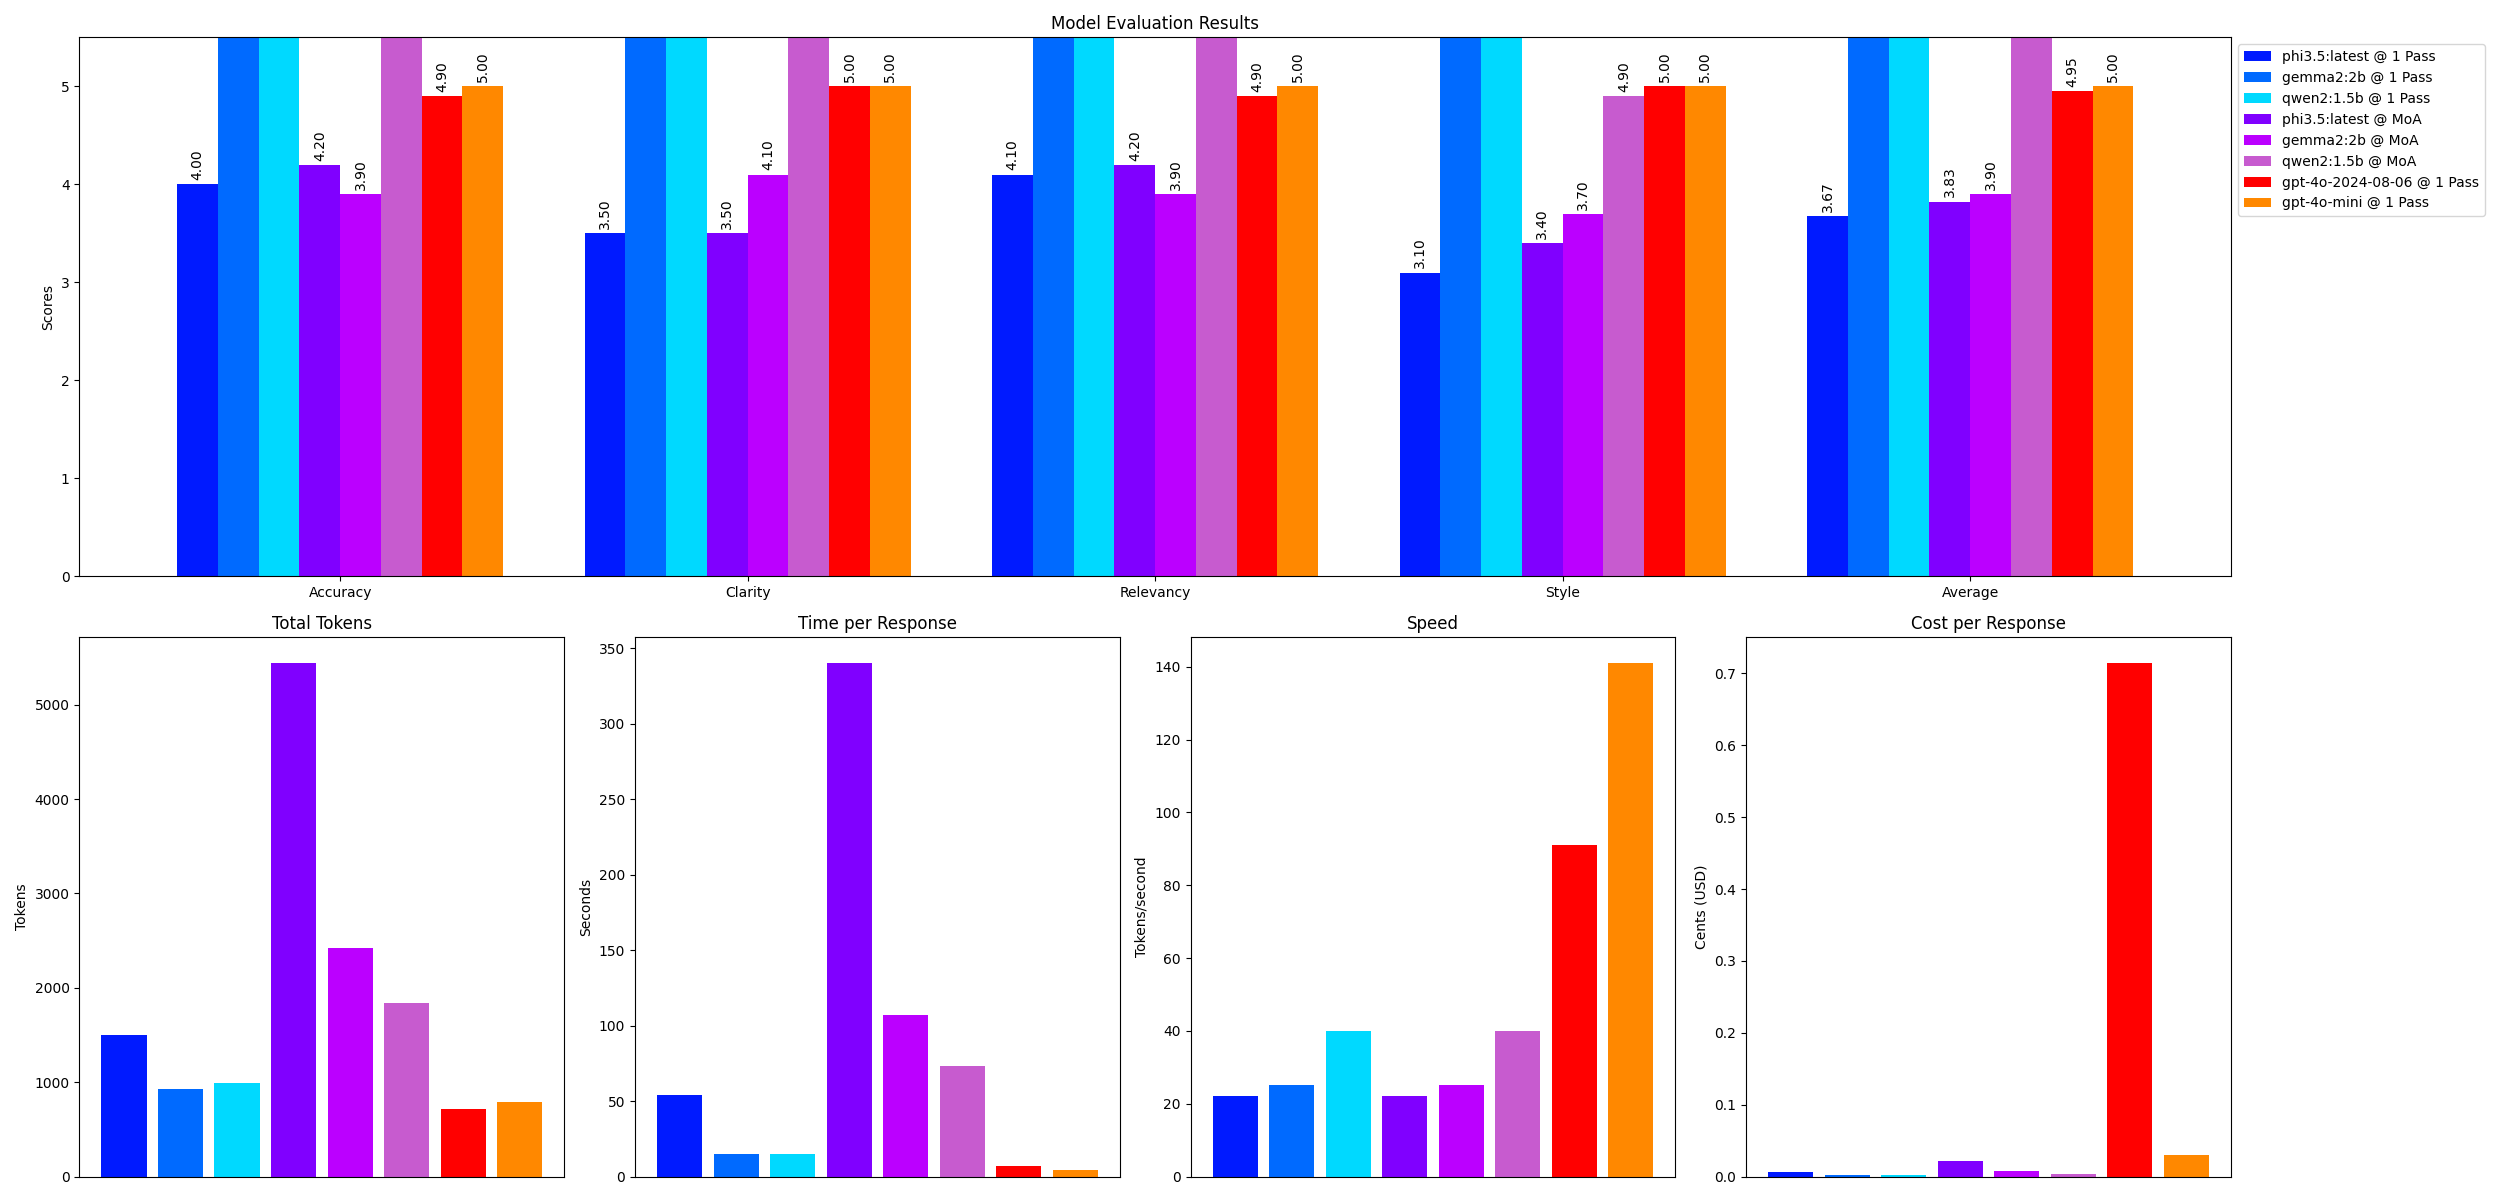 Model Evaluation Results
Scores
5
4
3
2
1
0
4.00
4.20
3.90
4.90
5.00
3.50
3.50
4.10
5.00
5.00
4.10
4.20
3.90
4.90
5.00
3.10
3.40
3.70
4.90
5.00
5.00
3.67
3.83
3.90
4.95
5.00
Accuracy
Clarity
Relevancy
Style
Average
phi3.5:latest @ 1 Pass
gemma2:2b @ 1 Pass
qwen2:1.5b @ 1 Pass
phi3.5:latest @ MoA
gemma2:2b @ MoA
qwen2:1.5b @ MoA
gpt-4o-2024-08-06 @ 1 Pass
gpt-4o-mini @ 1 Pass
Total Tokens
Tokens
5000
4000
3000
2000
1000
0
Time per Response
Seconds
350
300
250
200
150
100
50
0
Speed
Tokens/second
140
120
100
80
60
40
20
0
Cost per Response
Cents (USD)
0.7
0.6
0.5
0.4
0.3
0.2
0.1
0.0